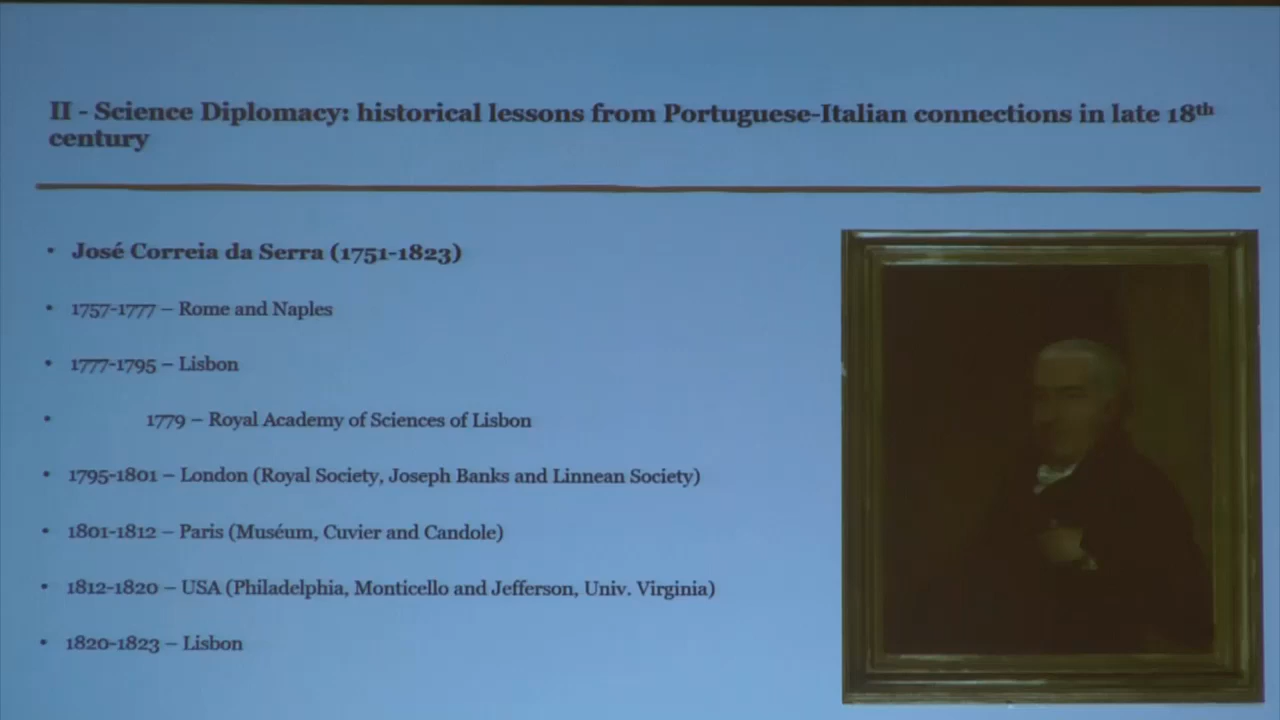 II - Science Diplomacy: historical lessons from Portuguese-Italian connections in late 18th
century
• José Correia da Serra (1751-1823)
• 1757-1777 – Rome and Naples
• 1777-1795 – Lisbon
• 1779 – Royal Academy of Sciences of Lisbon
• 1795-1801 – London (Royal Society, Joseph Banks and Linnean Society)
• 1801-1812 – Paris (Muséum, Cuvier and Candole)
• 1812-1820 – USA (Philadelphia, Monticello and Jefferson, Univ. Virginia)
• 1820-1823 – Lisbon